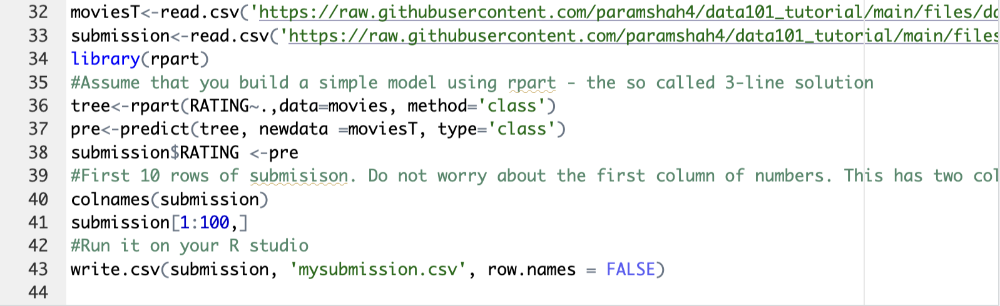 32 moviesT<-read.csv('https://raw.githubusercontent.com/paramshah4/data101_tutorial/main/files/dc
33 submission<-read.csv('https://raw.githubusercontent.com/paramshah4/data101_tutorial/main/files
34 library(rpart)
35 #Assume that you build a simple model using rpart - the so called 3-line solution
36 tree<-rpart(RATING~.,data=movies, method='class')
37 pre<-predict(tree, newdata =moviesT, type='class')
38 submission$RATING <-pre
39 #First 10 rows of submisison. Do not worry about the first column of numbers. This has two col
40 colnames(submission)
41 submission[1:100,]
42 #Run it on your R studio
43 write.csv(submission, 'mysubmission.csv', row.names = FALSE)
44